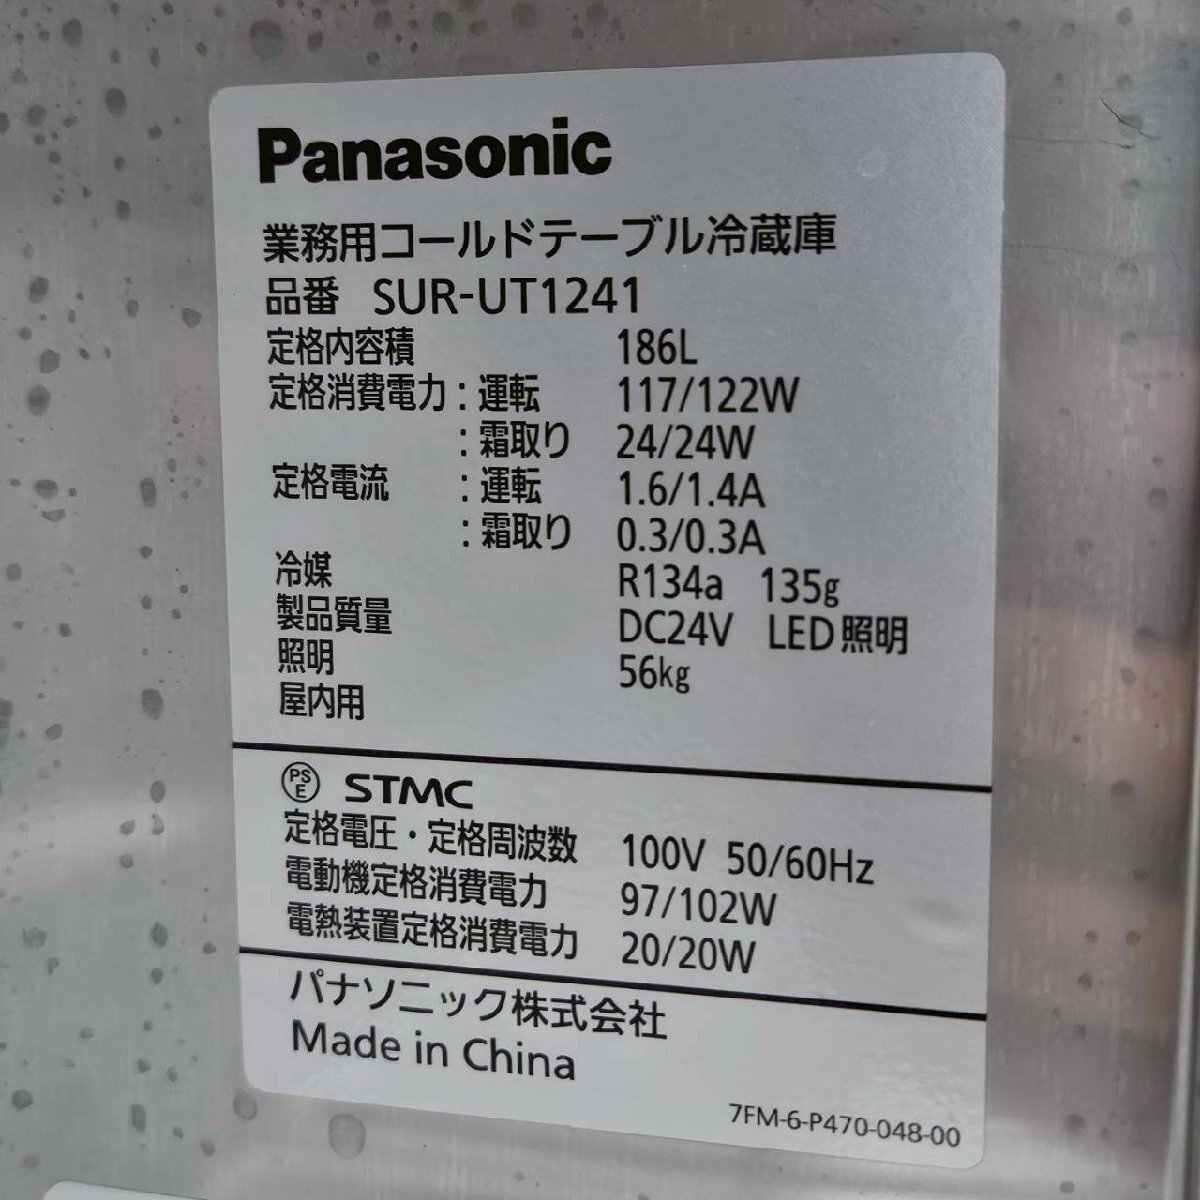 Panasonic
業務用コールドテーブル冷蔵庫
品番 SUR-UT1241
定格内容積 186L
定格消費電力:運転 117/122W
:霜取り 24/24W
定格電流 :運転 1.6/1.4A
:霜取り 0.3/0.3A
冷媒 R134a 135g
製品質量 DC24V LED照明
照明 56kg
屋内用
PSE STMC
定格電圧・定格周波数 100V 50/60Hz
電動機定格消費電力 97/102W
電熱装置定格消費電力 20/20W
パナソニック株式会社
Made in China
7FM-6-P470-048-00